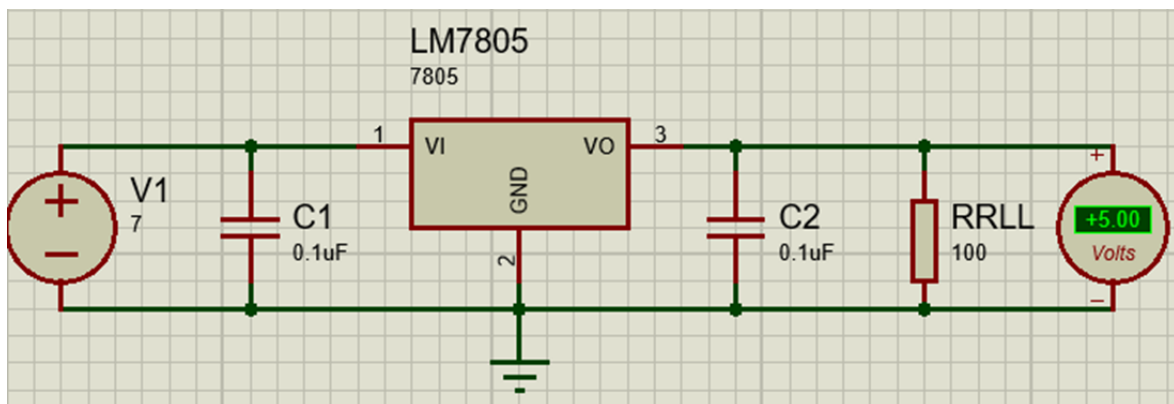 LM7805
7805
1
VI
VO
3
GND
2
V1
7
C1
0.1uF
C2
0.1uF
RRLL
100
+5.00
Volts